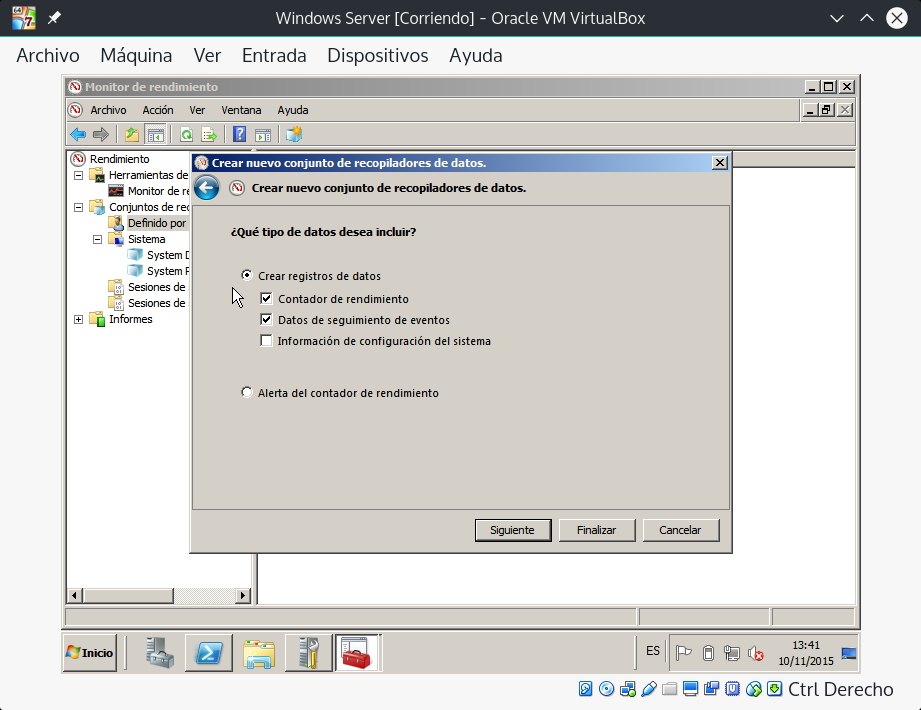 Windows Server [Corriendo] - Oracle VM VirtualBox
Archivo Máquina Ver Entrada Dispositivos Ayuda
Monitor de rendimiento
Archivo Acción Ver Ventana Ayuda
Rendimiento
Herramientas de
Monitor de re
Conjuntos de rec
Definido por
Sistema
System D
System P
Sesiones de
Sesiones de
Informes
Crear nuevo conjunto de recopiladores de datos.
Crear nuevo conjunto de recopiladores de datos.
¿Qué tipo de datos desea incluir?
Crear registros de datos
Contador de rendimiento
Datos de seguimiento de eventos
Información de configuración del sistema
Alerta del contador de rendimiento
Siguiente Finalizar Cancelar
Inicio
ES
13:41
10/11/2015
Ctrl Derecho